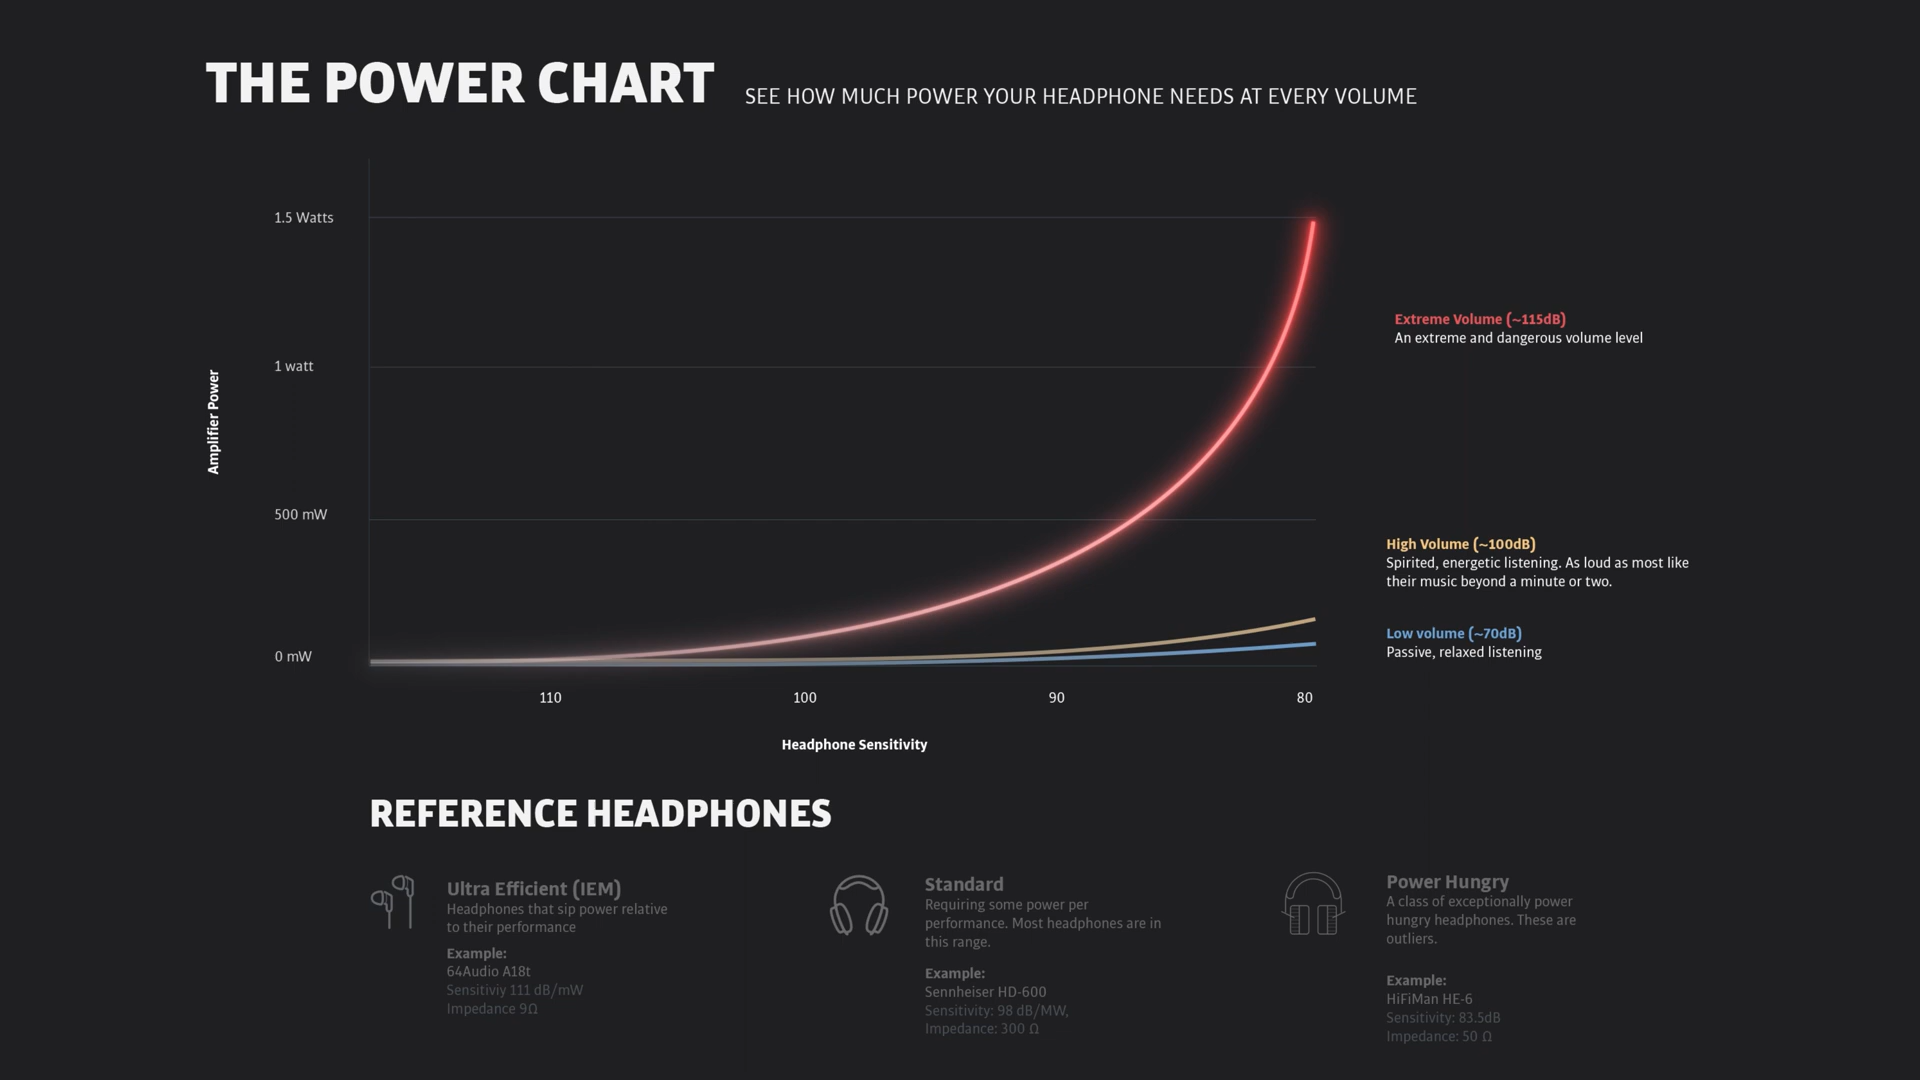 THE POWER CHART
SEE HOW MUCH POWER YOUR HEADPHONE NEEDS AT EVERY VOLUME
Amplifier Power
1.5 Watts
1 watt
500 mW
0 mW
110
100
90
80
Headphone Sensitivity
Extreme Volume (~115dB)
An extreme and dangerous volume level
High Volume (~100dB)
Spirited, energetic listening. As loud as most like
their music beyond a minute or two.
Low volume (~70dB)
Passive, relaxed listening
REFERENCE HEADPHONES
Ultra Efficient (IEM)
Headphones that sip power relative
to their performance
Example:
64Audio A18t
Sensitiviy 111 dB/mW
Impedance 9Ω
Standard
Requiring some power per
performance. Most headphones are in
this range.
Example:
Sennheiser HD-600
Sensitivity: 98 dB/MW,
Impedance: 300 Ω
Power Hungry
A class of exceptionally power
hungry headphones. These are
outliers.
Example:
HiFiMan HE-6
Sensitivity: 83.5dB
Impedance: 50 Ω